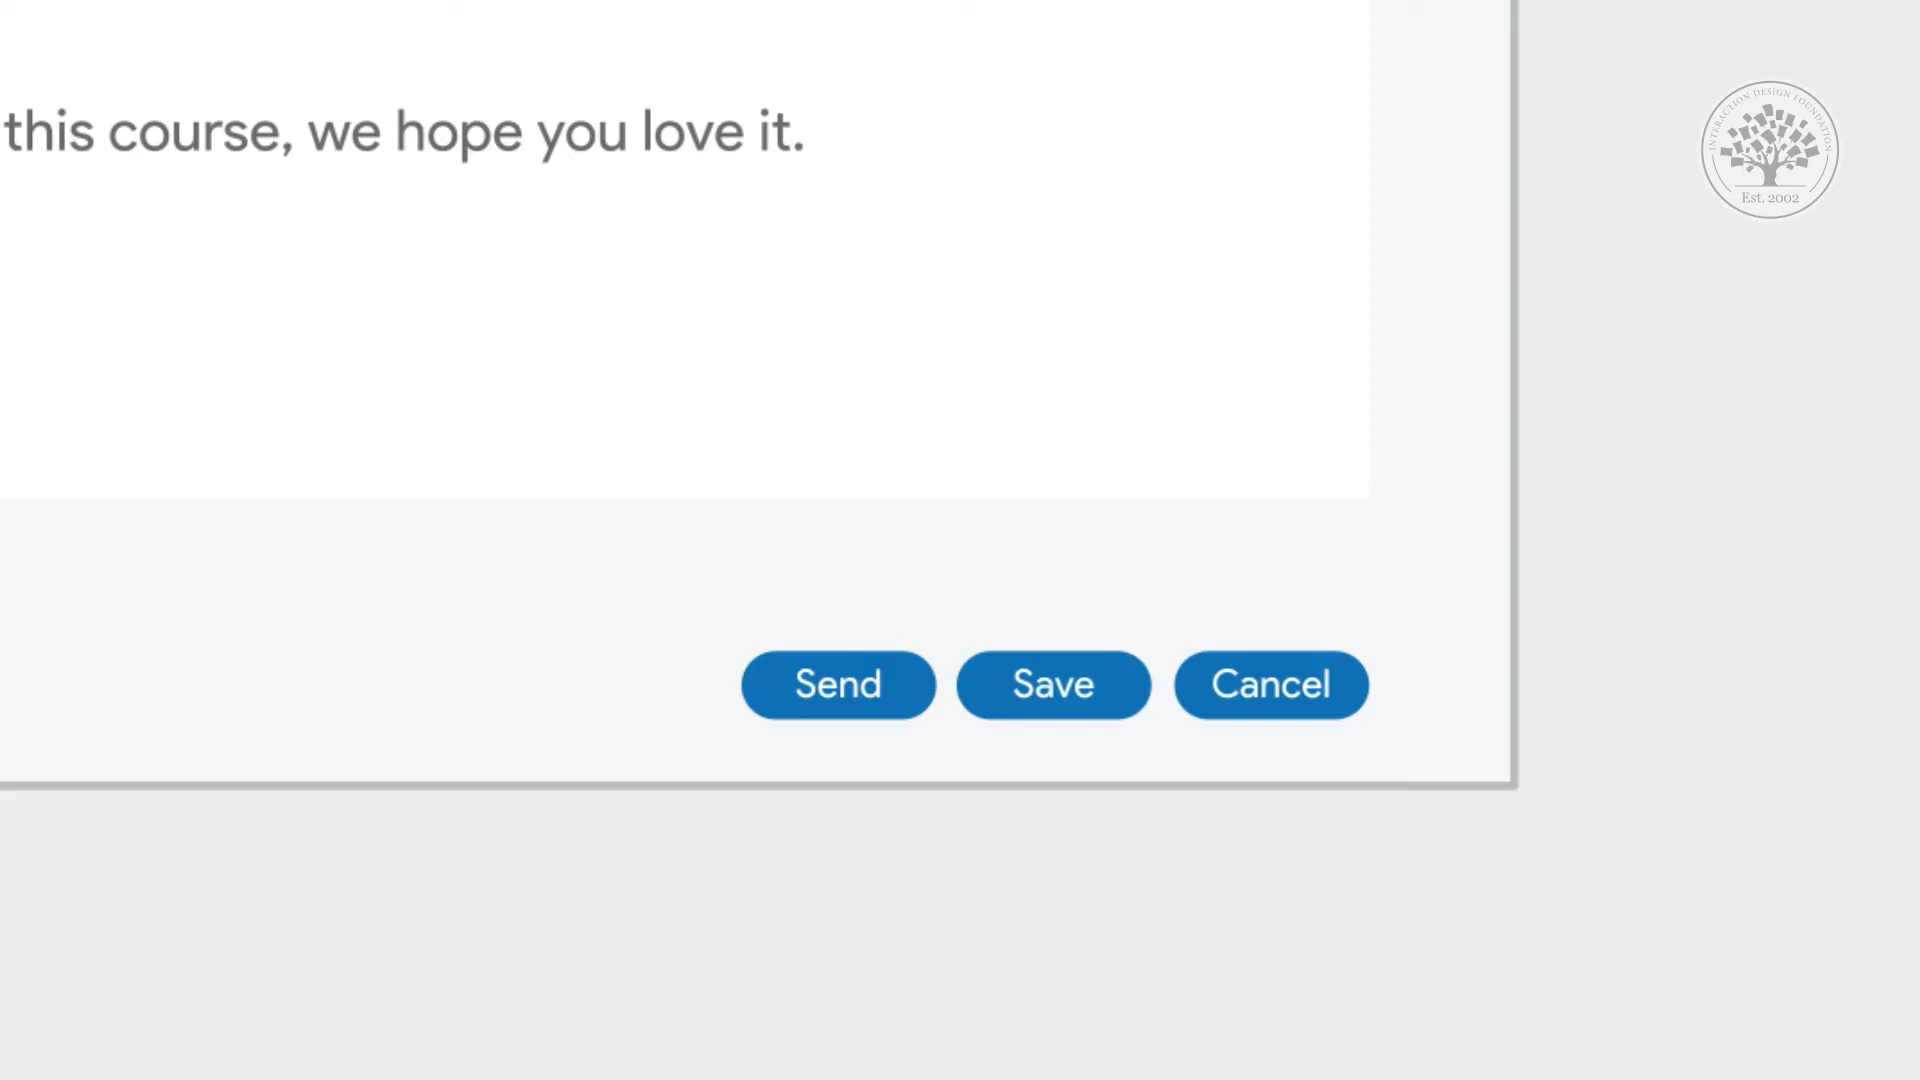 this course, we hope you love it.
INTERACTION DESIGN FOUNDATION
Est. 2002
Send Save Cancel